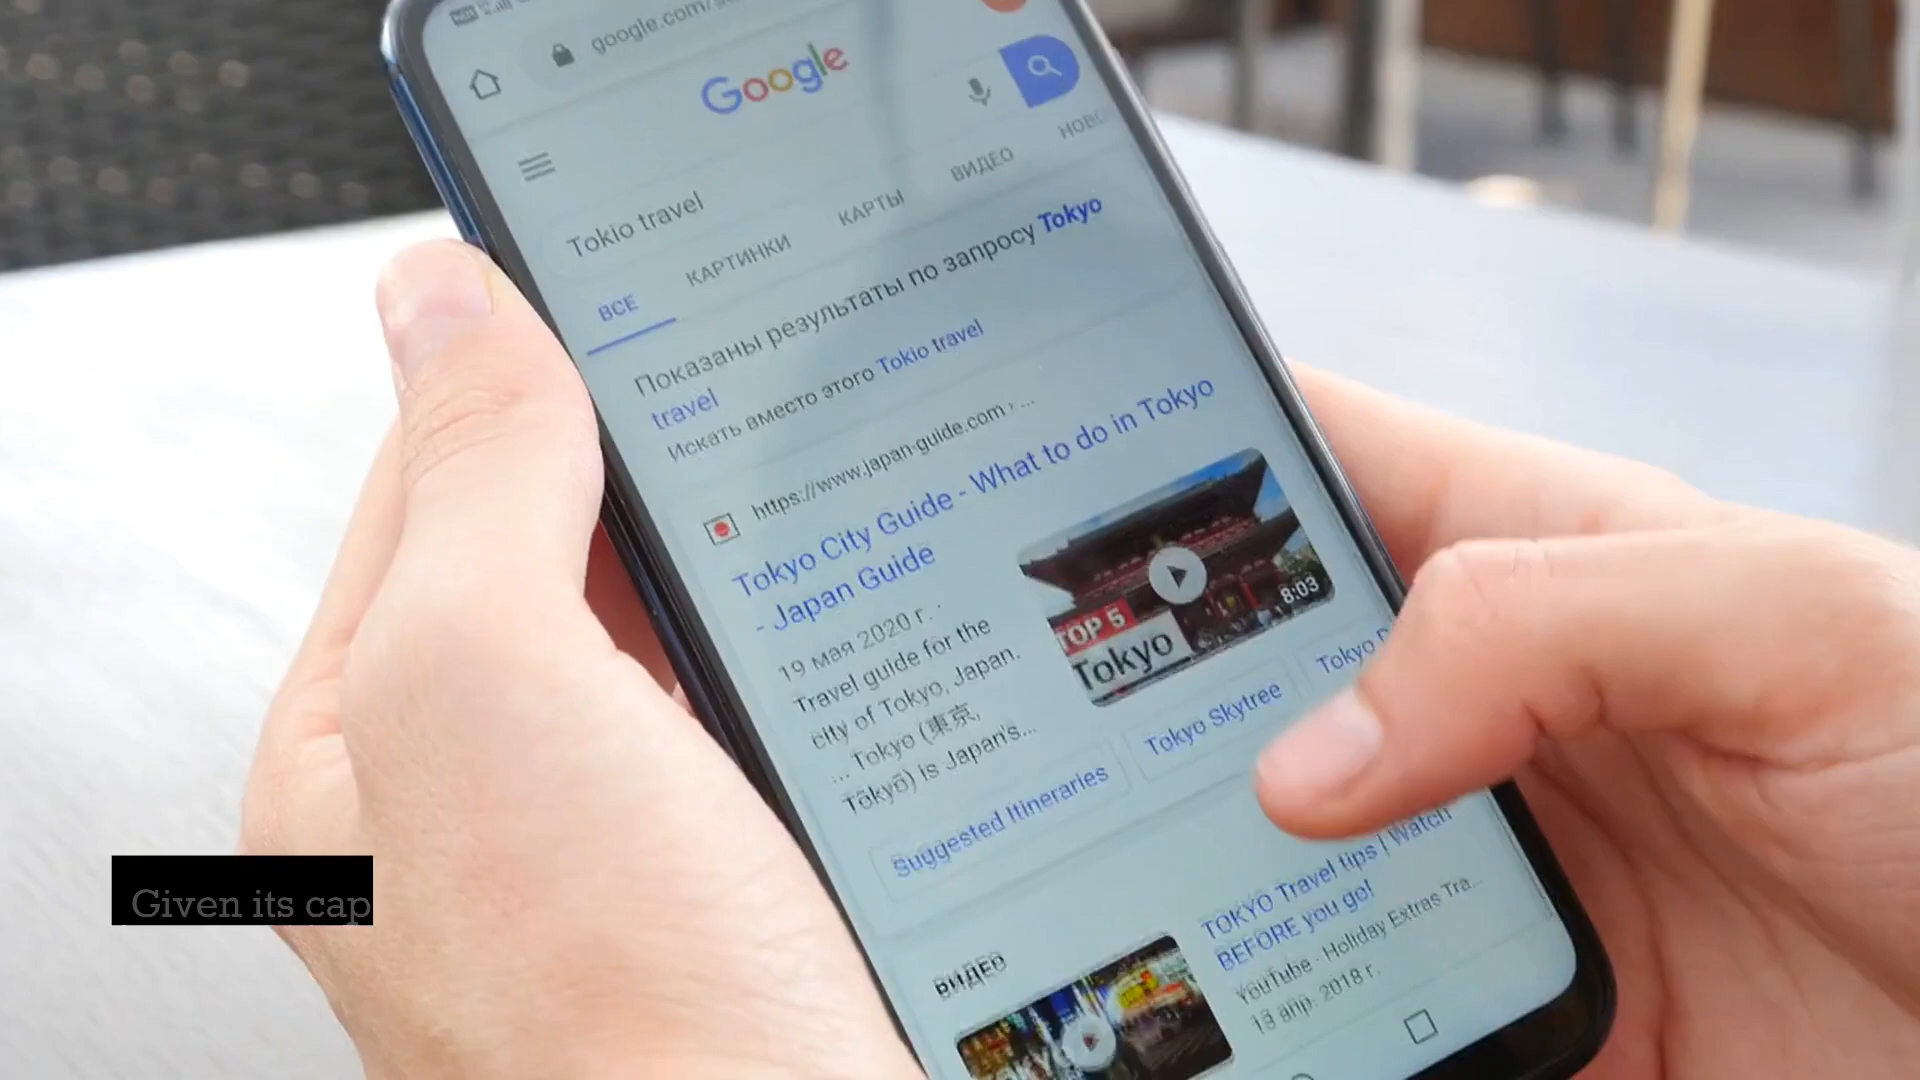 google.com/
Google
Tokio travel
ВСЕ
КАРТИНКИ
КАРТЫ
ВИДЕО
НОВО
Показаны результаты по запросу Tokyo
travel
Искать вместо этого Tokio travel
https://www.japan-guide.com › ...
Tokyo City Guide - What to do in Tokyo
- Japan Guide
19 мая 2020 г. ·
Travel guide for the
city of Tokyo, Japan.
... Tokyo (東京,
Tōkyō) is Japan's...
TOP 5
Tokyo
8:03
Suggested Itineraries
Tokyo Skytree
Tokyo D
ВИДЕО
TOKYO Travel tips | Watch
BEFORE you go!
YouTube · Holiday Extras Tra...
13 апр. 2018 г.
Given its cap